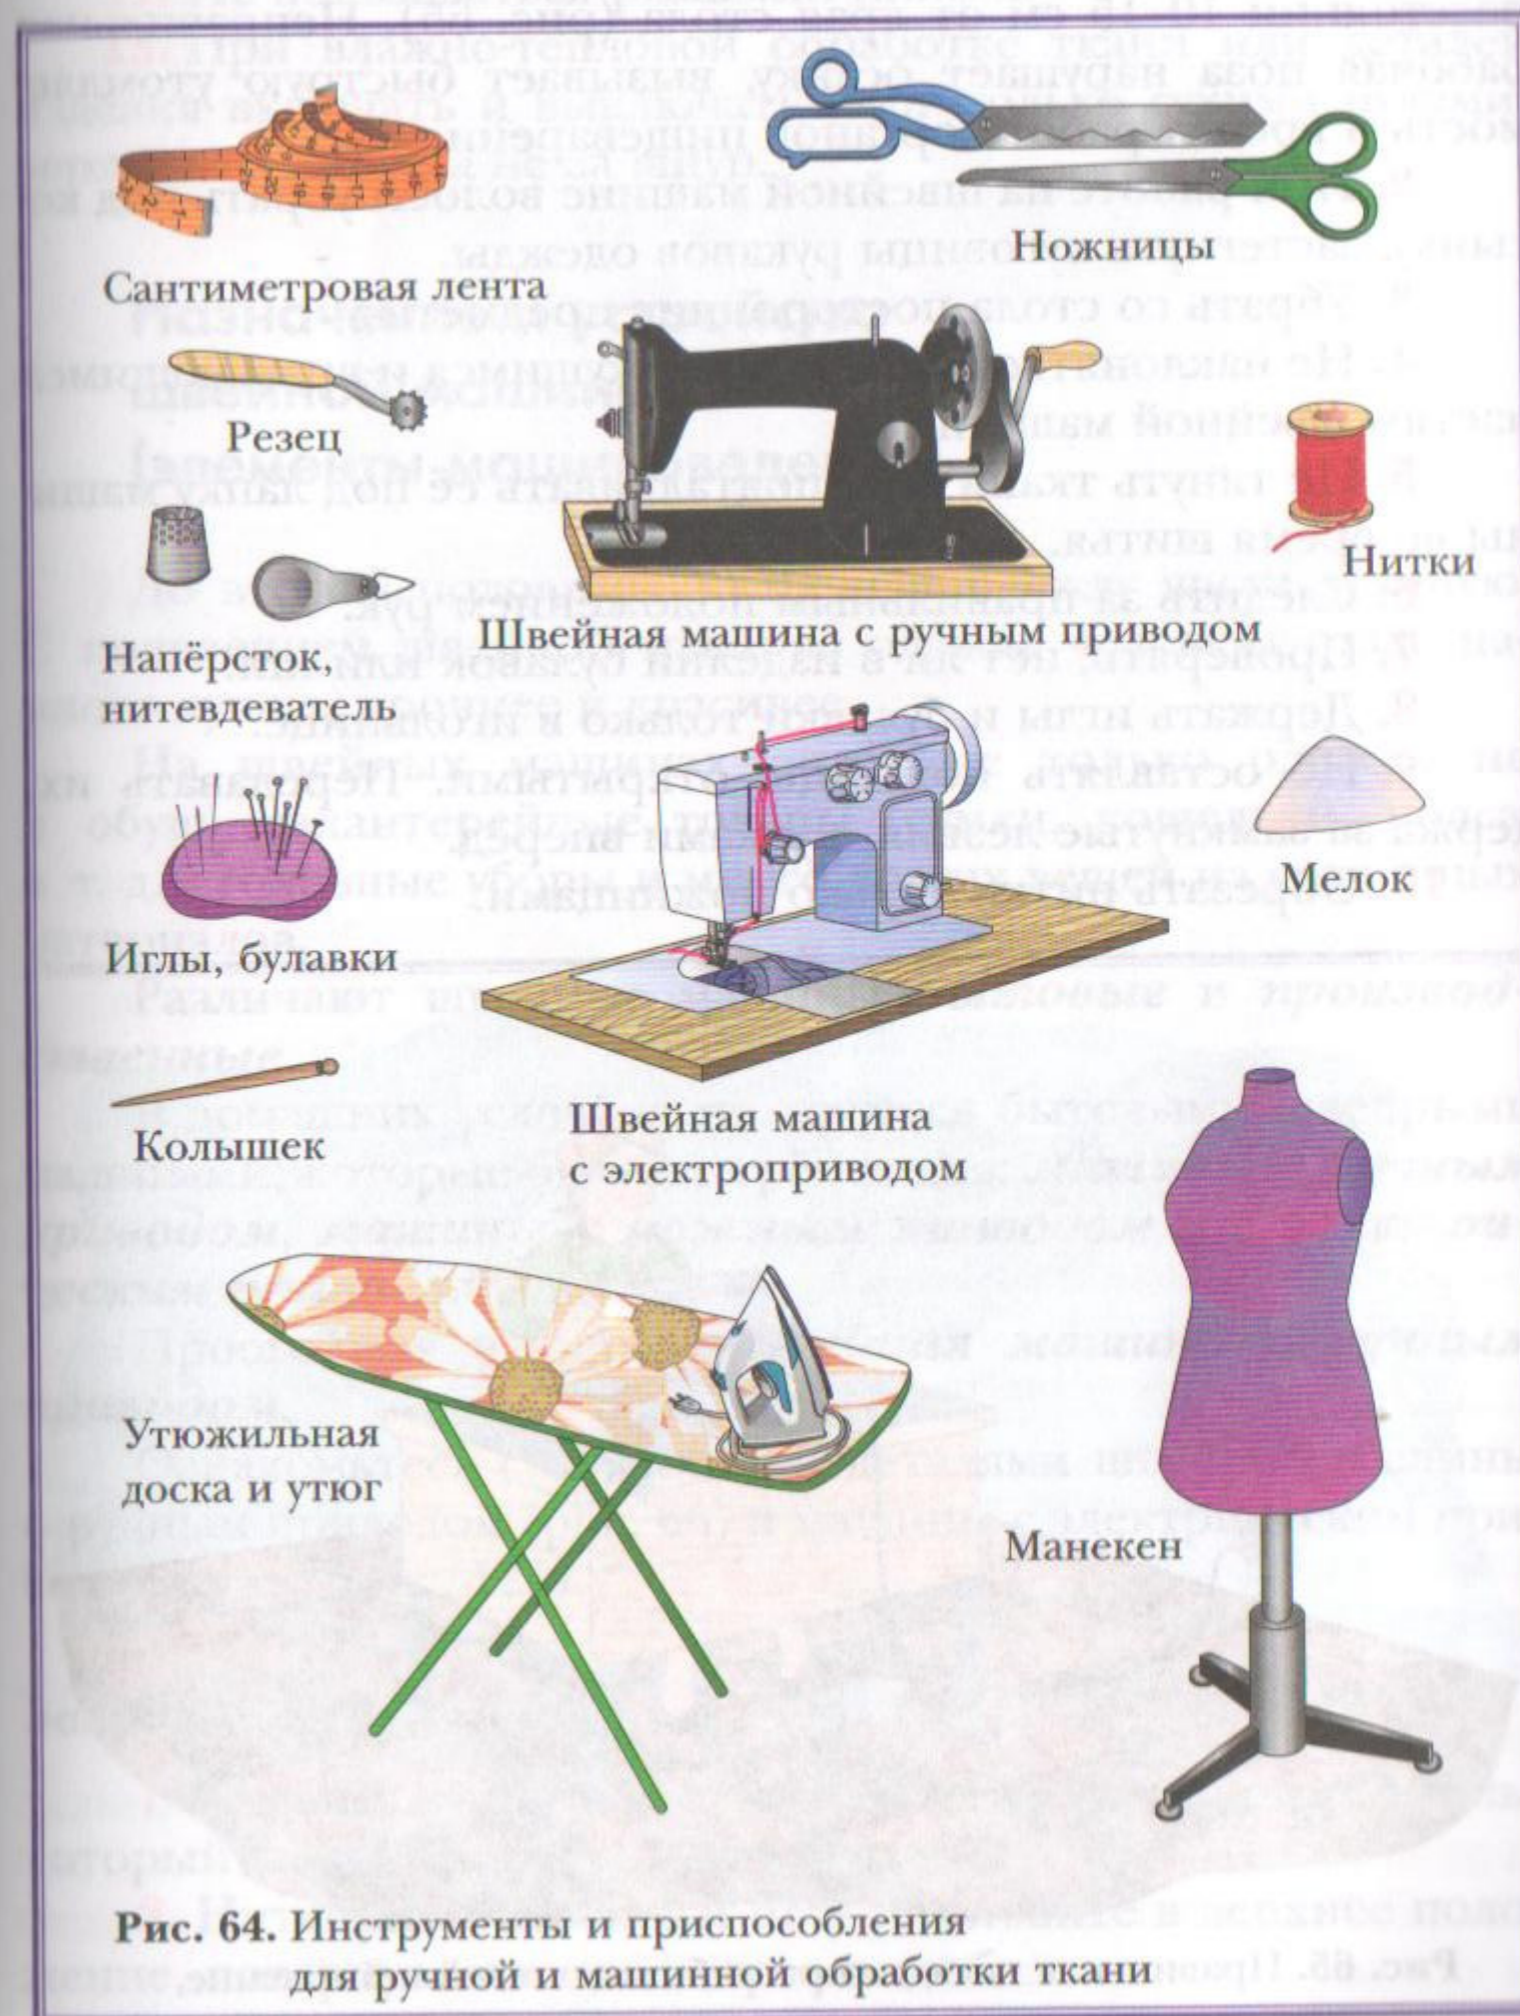 Сантиметровая лента
Ножницы
Резец
Нитки
Швейная машина с ручным приводом
Напёрсток,
нитевдеватель
Мелок
Иглы, булавки
Швейная машина
с электроприводом
Колышек
Утюжильная
доска и утюг
Манекен
Рис. 64. Инструменты и приспособления
для ручной и машинной обработки ткани